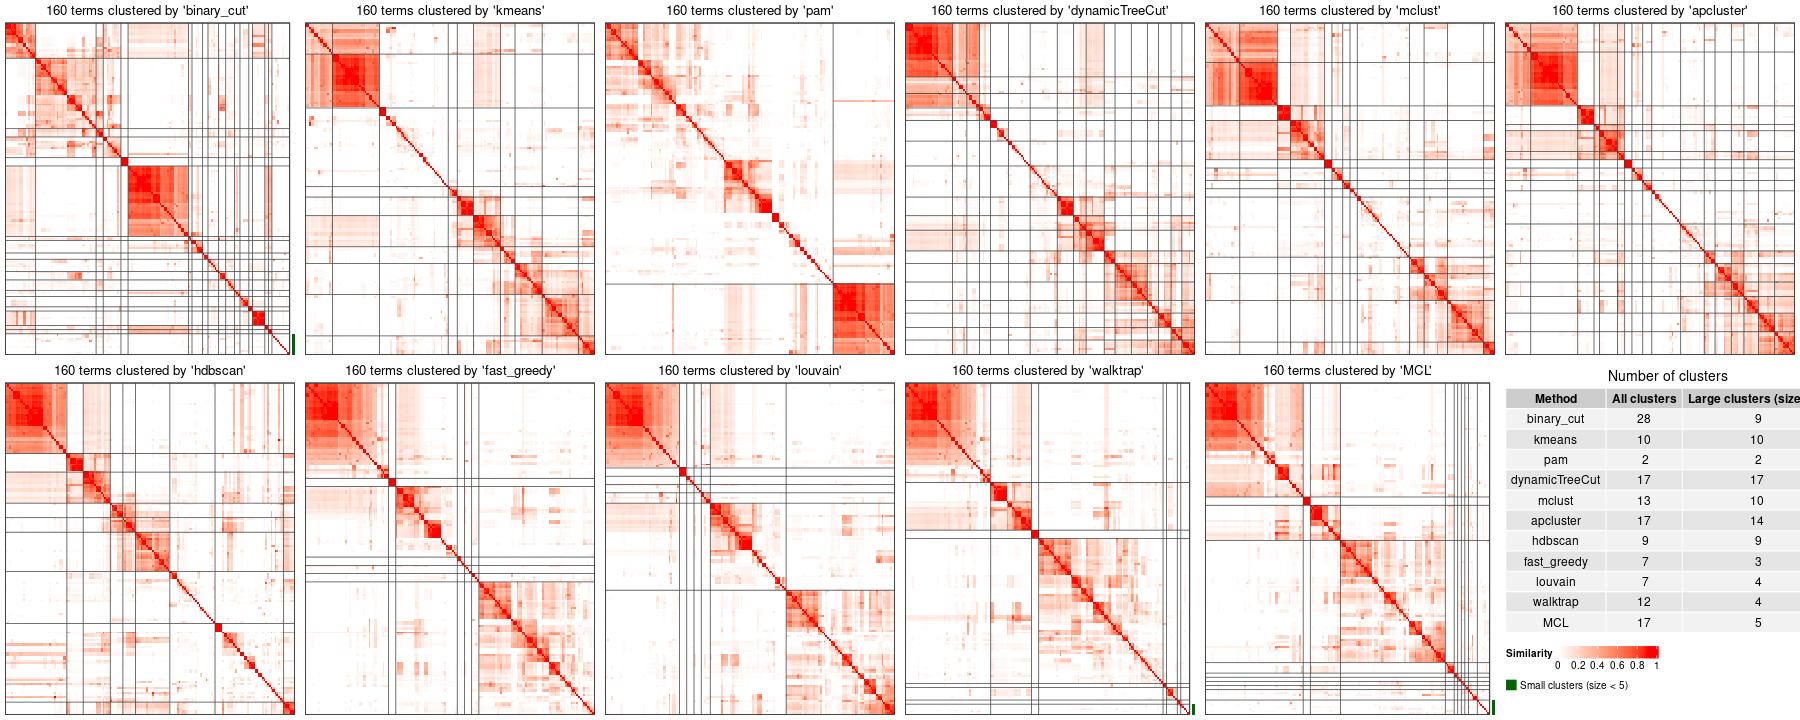 160 terms clustered by 'binary_cut'
160 terms clustered by 'kmeans'
160 terms clustered by 'pam'
160 terms clustered by 'dynamicTreeCut'
160 terms clustered by 'mclust'
160 terms clustered by 'apcluster'
160 terms clustered by 'hdbscan'
160 terms clustered by 'fast_greedy'
160 terms clustered by 'louvain'
160 terms clustered by 'walktrap'
160 terms clustered by 'MCL'
Number of clusters
Method All clusters Large clusters (size
binary_cut 28 9
kmeans 10 10
pam 2 2
dynamicTreeCut 17 17
mclust 13 10
apcluster 17 14
hdbscan 9 9
fast_greedy 7 3
louvain 7 4
walktrap 12 4
MCL 17 5
Similarity
0 0.2 0.4 0.6 0.8 1
Small clusters (size < 5)